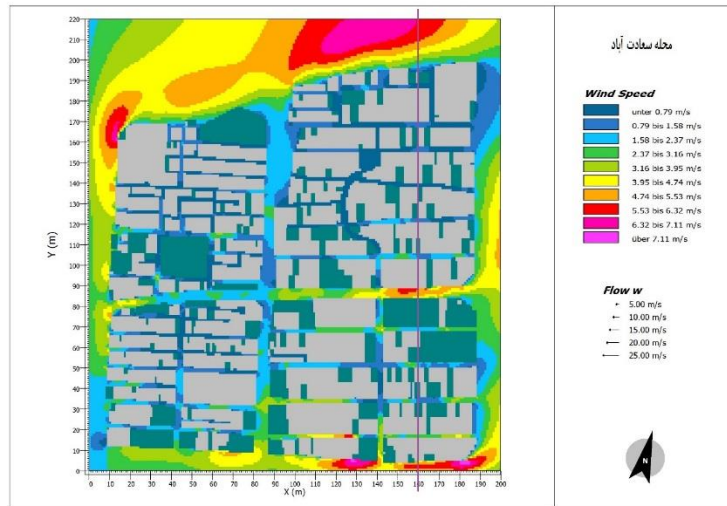 محله سعادت آباد
Wind Speed
unter 0.79 m/s
0.79 bis 1.58 m/s
1.58 bis 2.37 m/s
2.37 bis 3.16 m/s
3.16 bis 3.95 m/s
3.95 bis 4.74 m/s
4.74 bis 5.53 m/s
5.53 bis 6.32 m/s
6.32 bis 7.11 m/s
über 7.11 m/s
Flow w
5.00 m/s
10.00 m/s
15.00 m/s
20.00 m/s
25.00 m/s
N
220
210
200
190
180
170
160
150
140
130
120
110
100
90
80
70
60
50
40
30
20
10
0
Y (m)
0 10 20 30 40 50 60 70 80 90 100 110 120 130 140 150 160 170 180 190 200
X (m)